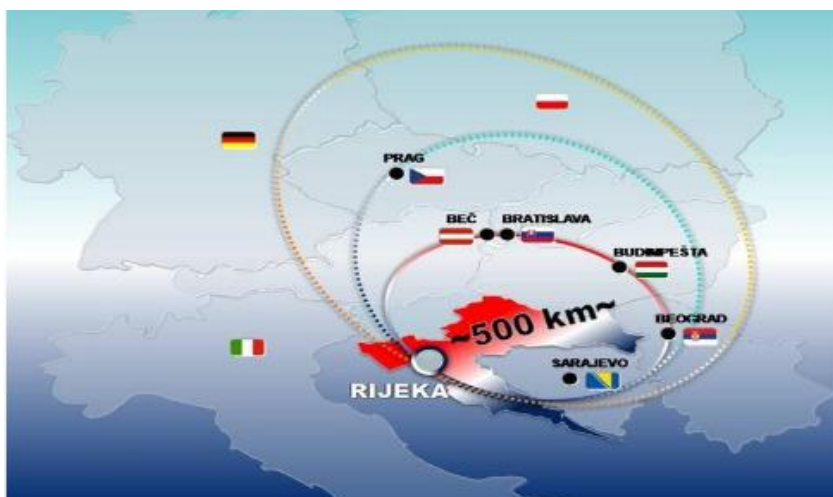 PRAG
BEČ
BRATISLAVA
BUDIMPEŠTA
~500 km~
BEOGRAD
SARAJEVO
RIJEKA